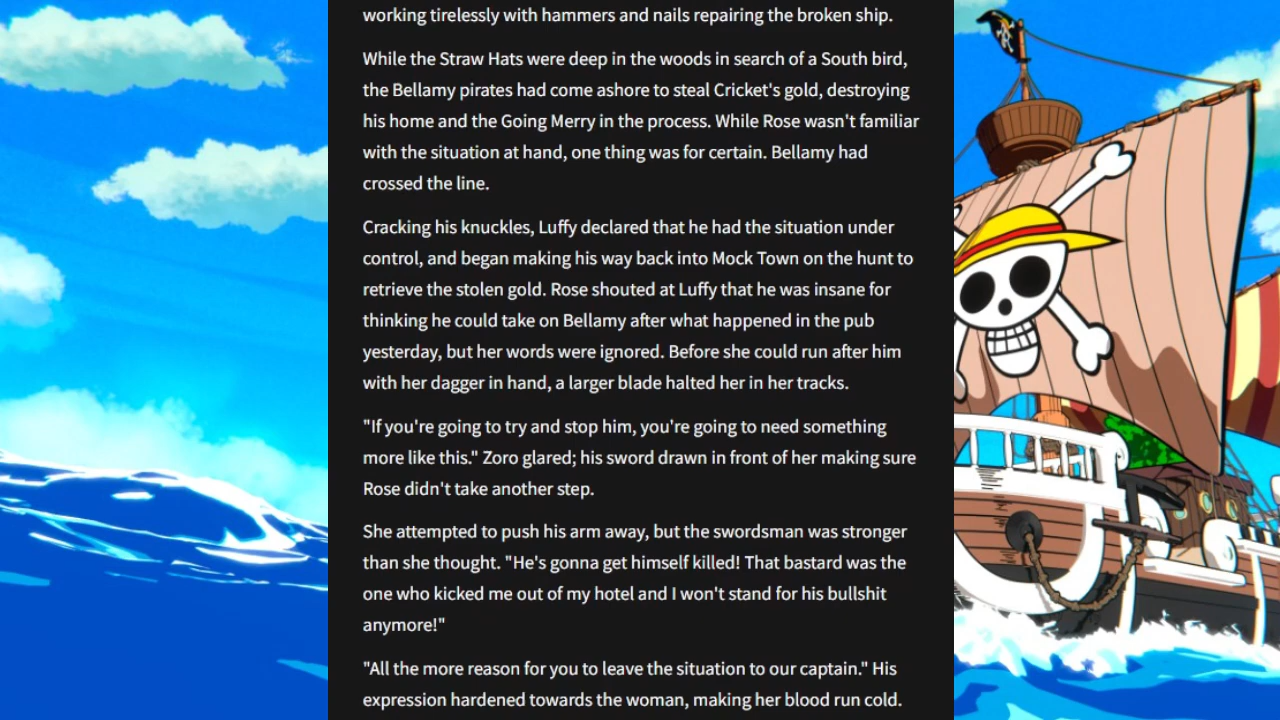 working tirelessly with hammers and nails repairing the broken ship.
While the Straw Hats were deep in the woods in search of a South bird,
the Bellamy pirates had come ashore to steal Cricket's gold, destroying
his home and the Going Merry in the process. While Rose wasn't familiar
with the situation at hand, one thing was for certain. Bellamy had
crossed the line.
Cracking his knuckles, Luffy declared that he had the situation under
control, and began making his way back into Mock Town on the hunt to
retrieve the stolen gold. Rose shouted at Luffy that he was insane for
thinking he could take on Bellamy after what happened in the pub
yesterday, but her words were ignored. Before she could run after him
with her dagger in hand, a larger blade halted her in her tracks.
"If you're going to try and stop him, you're going to need something
more like this." Zoro glared; his sword drawn in front of her making sure
Rose didn't take another step.
She attempted to push his arm away, but the swordsman was stronger
than she thought. "He's gonna get himself killed! That bastard was the
one who kicked me out of my hotel and I won't stand for his bullshit
anymore!"
"All the more reason for you to leave the situation to our captain." His
expression hardened towards the woman, making her blood run cold.